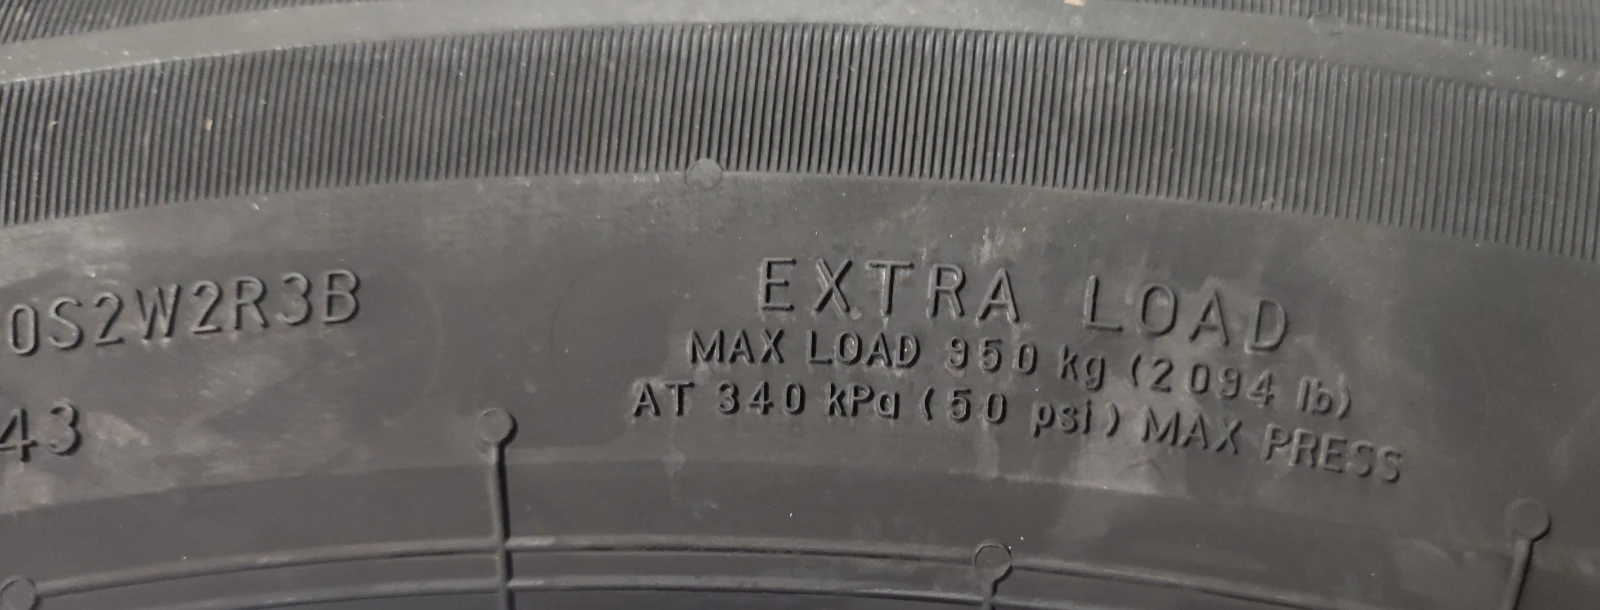 0S2W2R3B
43
EXTRA LOAD
MAX LOAD 950 kg (2094 lb)
AT 340 kPa (50 psi) MAX PRESS